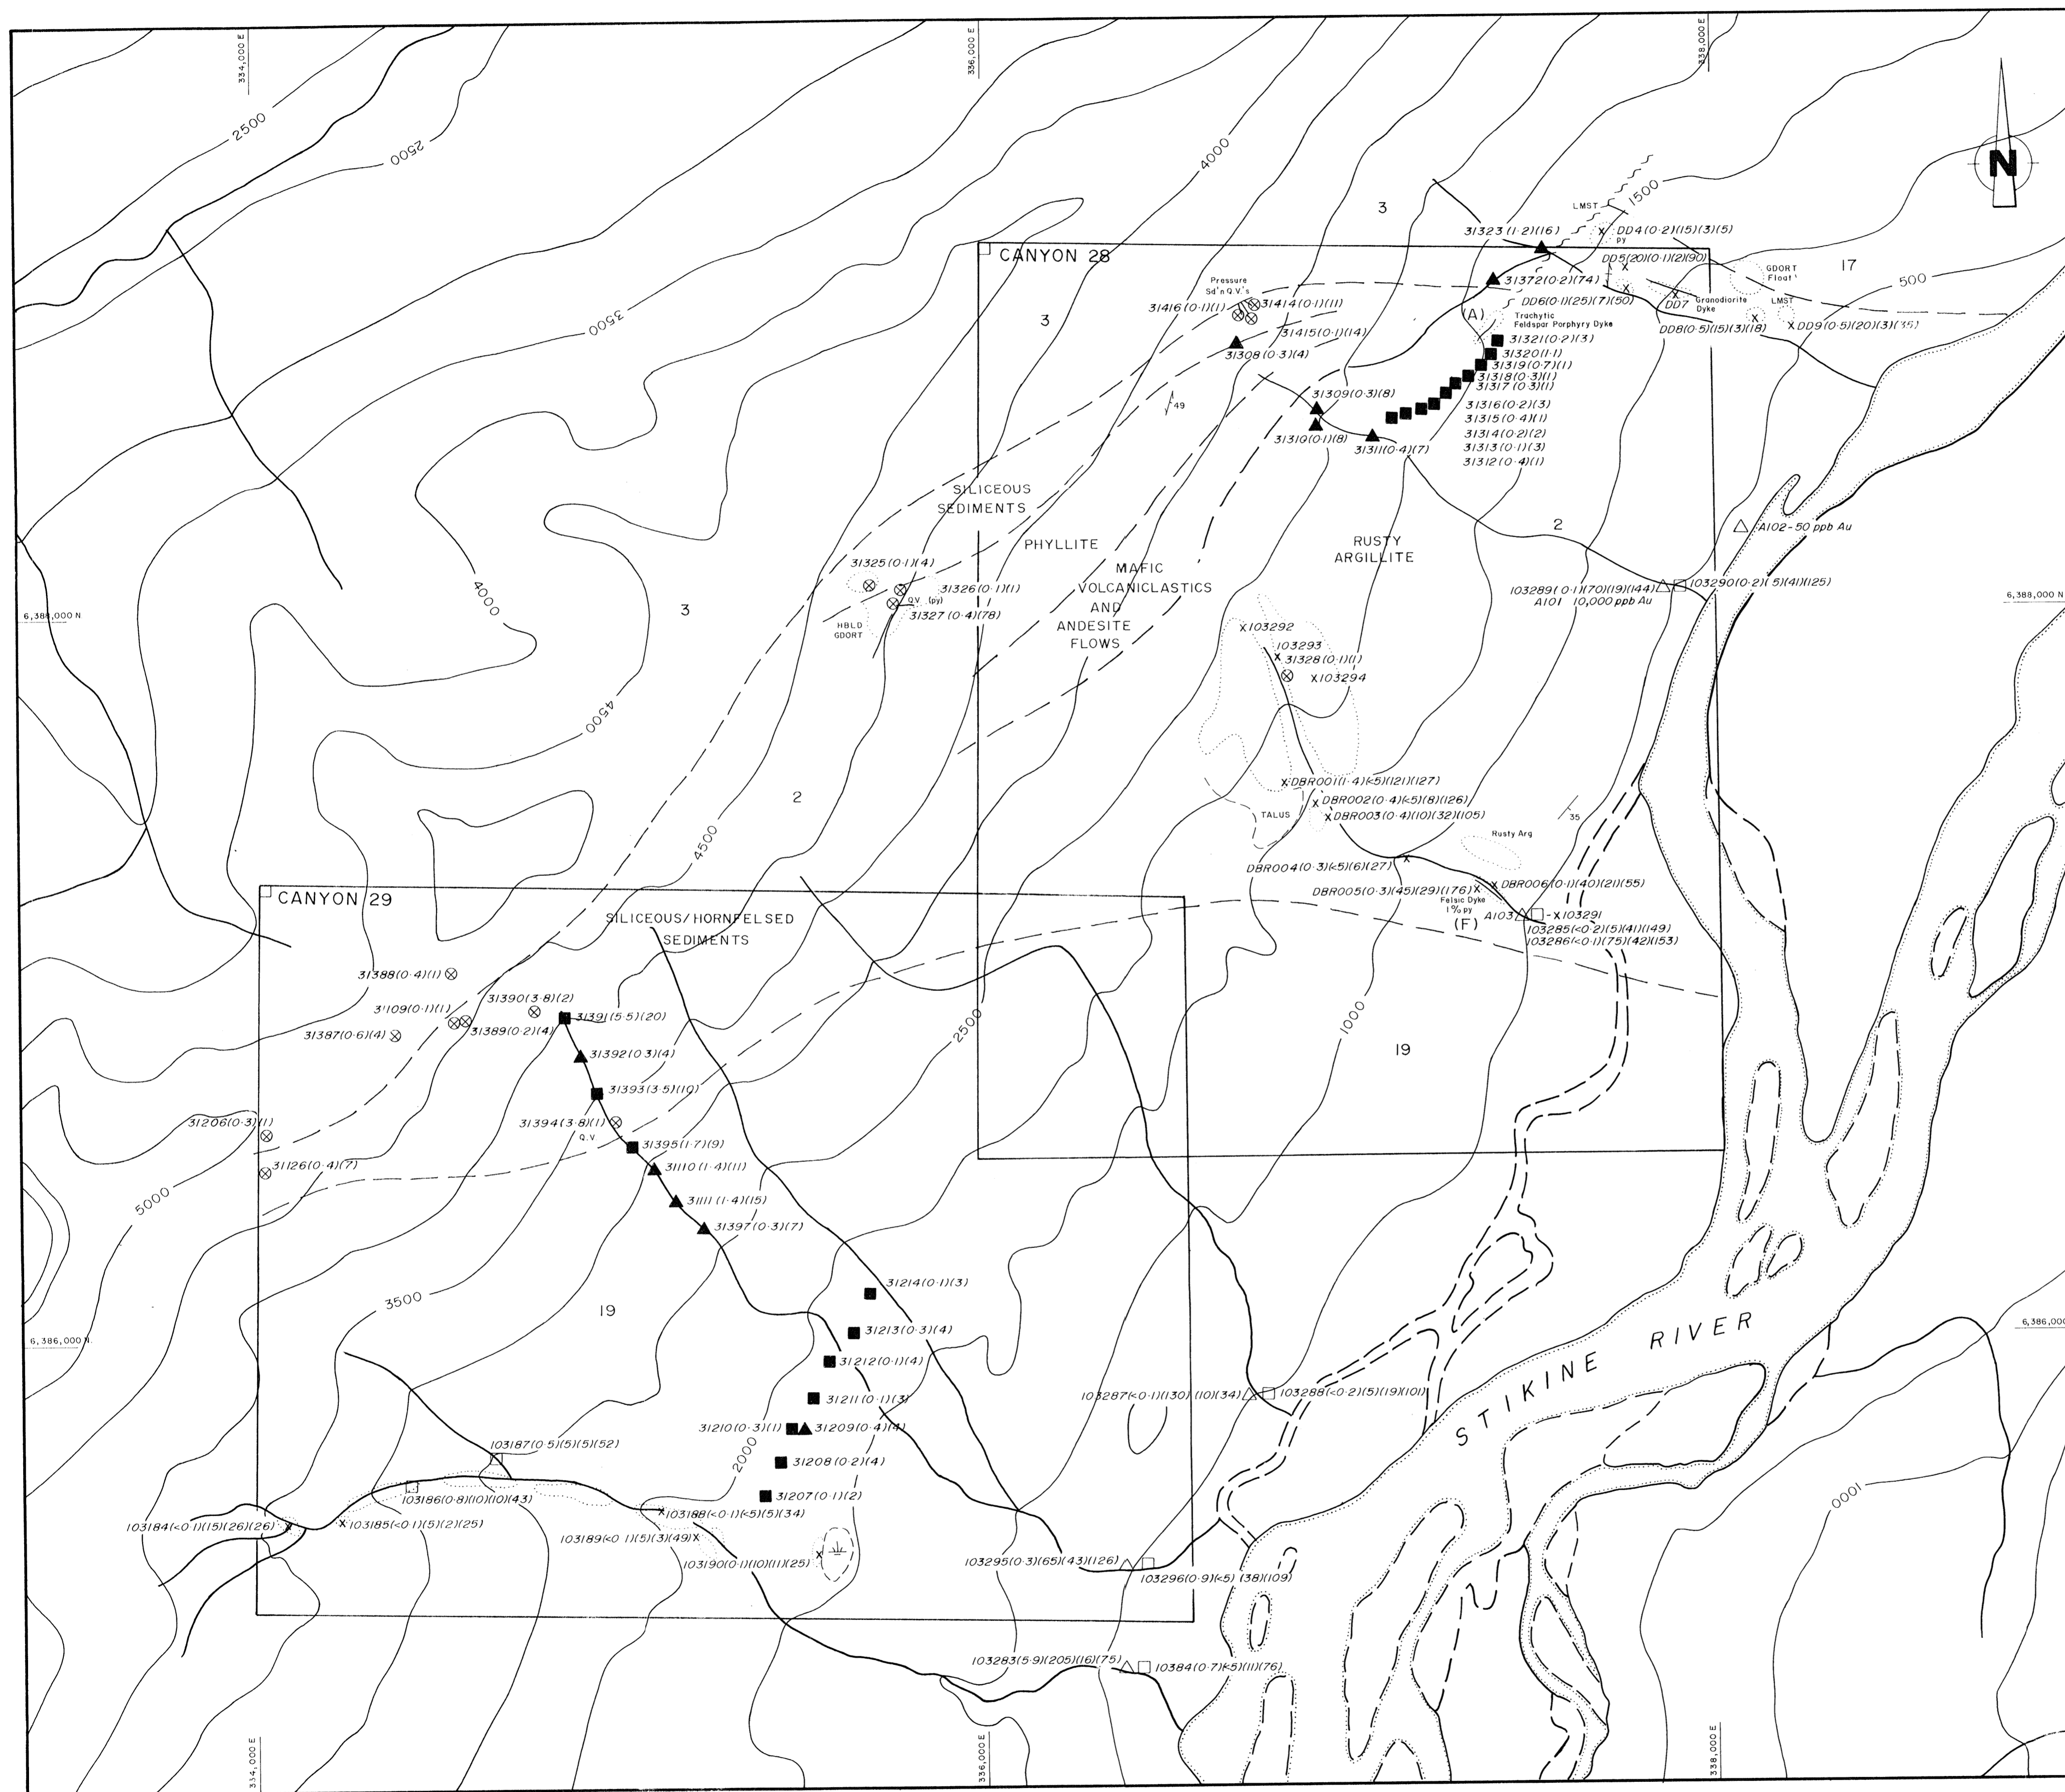 334,000 E
336,000 E
338,000 E
2500
2500
4000
3500
4000
4500
4500
5000
3500
2500
2000
1000
1500
500
1000
N
3
LMST
31323(1·2)(16)
DD4(0·2)(15)(3)(5)
py
CANYON 28
DD5(20)(0·1)(2)(90)
GDORT
Float
17
Pressure
Sd'n Q.V.'s
31372(0·2)(74)
31416(0·1)(1)
31414(0·1)(11)
DD6(0·1)(25)(7)(50)
DD7
Granodiorite
Dyke
LMST
3
(A)
Trachytic
Feldspar Porphyry Dyke
31415(0·1)(14)
DD8(0·5)(15)(3)(18)
DD9(0·5)(20)(3)(35)
31308(0·3)(4)
31321(0·2)(3)
31320(1·1)
31319(0·7)(1)
31318(0·3)(1)
31317(0·3)(1)
31309(0·3)(8)
49
31316(0·2)(3)
31315(0·4)(1)
31310(0·1)(8)
31314(0·2)(2)
31311(0·4)(7)
31313(0·1)(3)
31312(0·4)(1)
SILICEOUS
SEDIMENTS
2
A102-50 ppb Au
PHYLLITE
RUSTY
ARGILLITE
31325(0·1)(4)
MAFIC
VOLCANICLASTICS
AND
ANDESITE
FLOWS
31326(0·1)(1)
Q.V. (py)
31327(0·4)(78)
HBLD
GDORT
3
103289(0·1)(70)(19)(144)
103290(0·2)(5)(41)(125)
A101 10,000 ppb Au
6,388,000 N
6,388,000 N
X103292
103293
31328(0·1)(1)
X103294
2
DBR001(1·4)(<5)(121)(127)
DBR002(0·4)(<5)(8)(126)
TALUS
DBR003(0·4)(10)(32)(105)
35
Rusty Arg
DBR004(0·3)(<5)(6)(27)
DBR006(0·1)(40)(21)(55)
DBR005(0·3)(45)(29)(176)
Felsic Dyke
1% py
(F)
A103
-X103291
103285(<0·2)(5)(41)(149)
103286(<0·1)(75)(42)(153)
CANYON 29
SILICEOUS/HORNFELSED
SEDIMENTS
31388(0·4)(1)
31390(3·8)(2)
31109(0·1)(1)
31391(5·5)(20)
31387(0·6)(4)
31389(0·2)(4)
31392(0·3)(4)
19
31393(3·5)(10)
31206(0·3)(1)
31394(3·8)(1)
Q.V
31395(1·7)(9)
31126(0·4)(7)
31110(1·4)(11)
31111(1·4)(15)
31397(0·3)(7)
31214(0·1)(3)
19
31213(0·3)(4)
6,386,000 N.
6,386,000
31212(0·1)(4)
STIKINE RIVER
31211(0·1)(3)
103287(<0·1)(130)(10)(34)
103288(<0·2)(5)(19)(101)
31210(0·3)(1)
31209(0·4)(4)
103187(0·5)(5)(5)(52)
31208(0·2)(4)
103186(0·8)(10)(10)(43)
31207(0·1)(2)
103188(<0·1)(<5)(5)(34)
103184(<0·1)(15)(26)(26)
103185(<0·1)(5)(2)(25)
103189(<0·1)(5)(3)(49)
103190(0·1)(10)(11)(25)
103295(0·3)(65)(43)(126)
103296(0·9)(<5)(38)(109)
103283(5·9)(205)(16)(75)
10384(0·7)(<5)(11)(76)
334,000 E
336,000 E
338,000 E